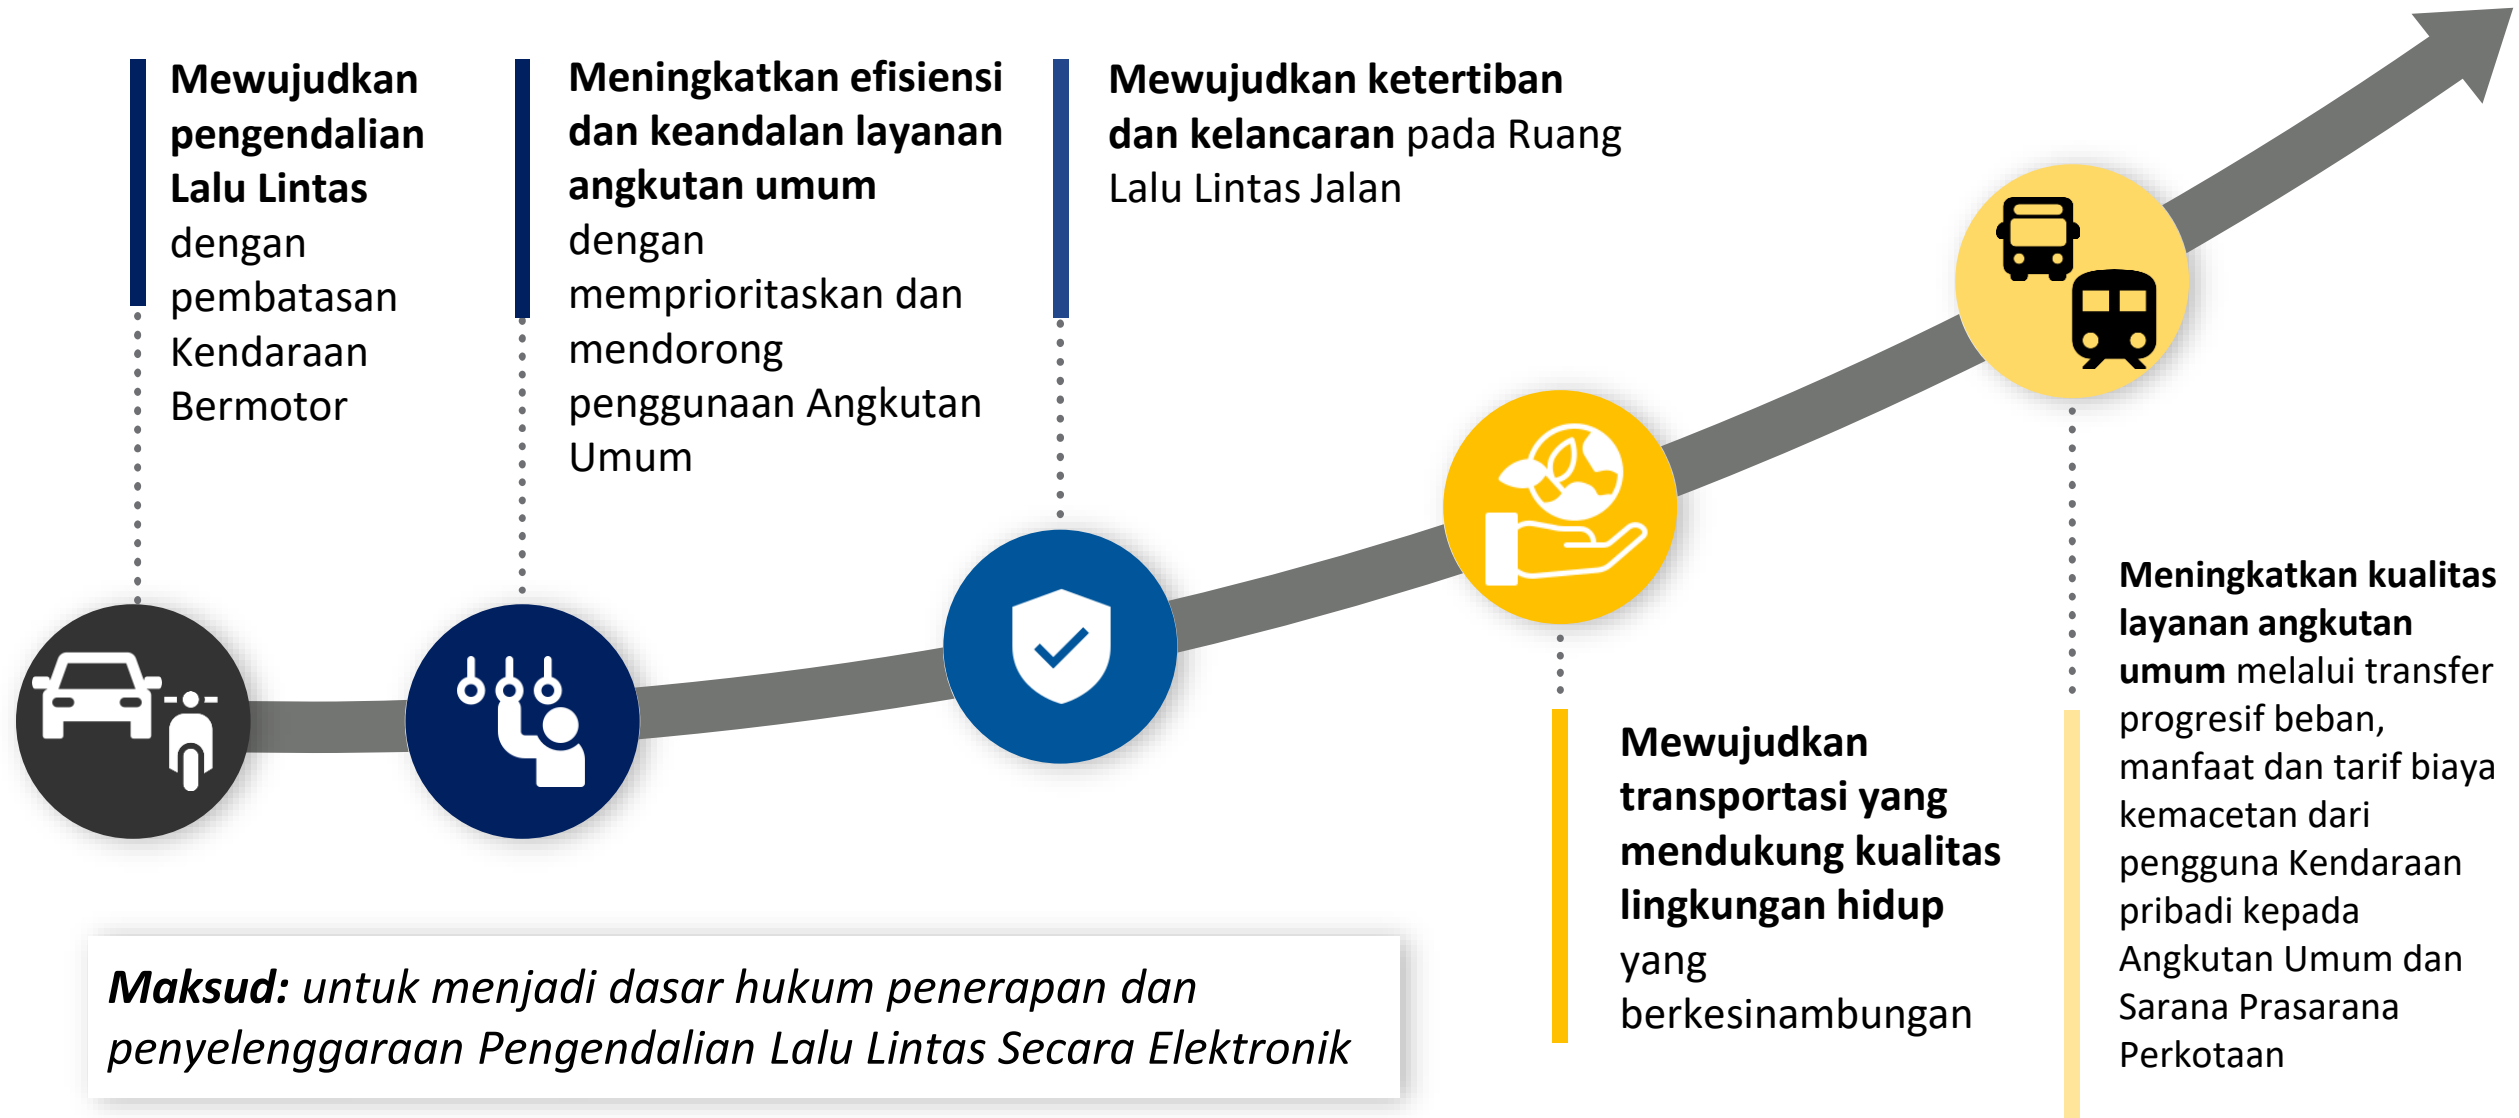 Mewujudkan
pengendalian
Lalu Lintas
dengan
pembatasan
Kendaraan
Bermotor
Meningkatkan efisiensi
dan keandalan layanan
angkutan umum
dengan
memprioritaskan dan
mendorong
penggunaan Angkutan
Umum
Mewujudkan ketertiban
dan kelancaran pada Ruang
Lalu Lintas Jalan
Mewujudkan
transportasi yang
mendukung kualitas
lingkungan hidup
yang
berkesinambungan
Meningkatkan kualitas
layanan angkutan
umum melalui transfer
progresif beban,
manfaat dan tarif biaya
kemacetan dari
pengguna Kendaraan
pribadi kepada
Angkutan Umum dan
Sarana Prasarana
Perkotaan
Maksud: untuk menjadi dasar hukum penerapan dan
penyelenggaraan Pengendalian Lalu Lintas Secara Elektronik